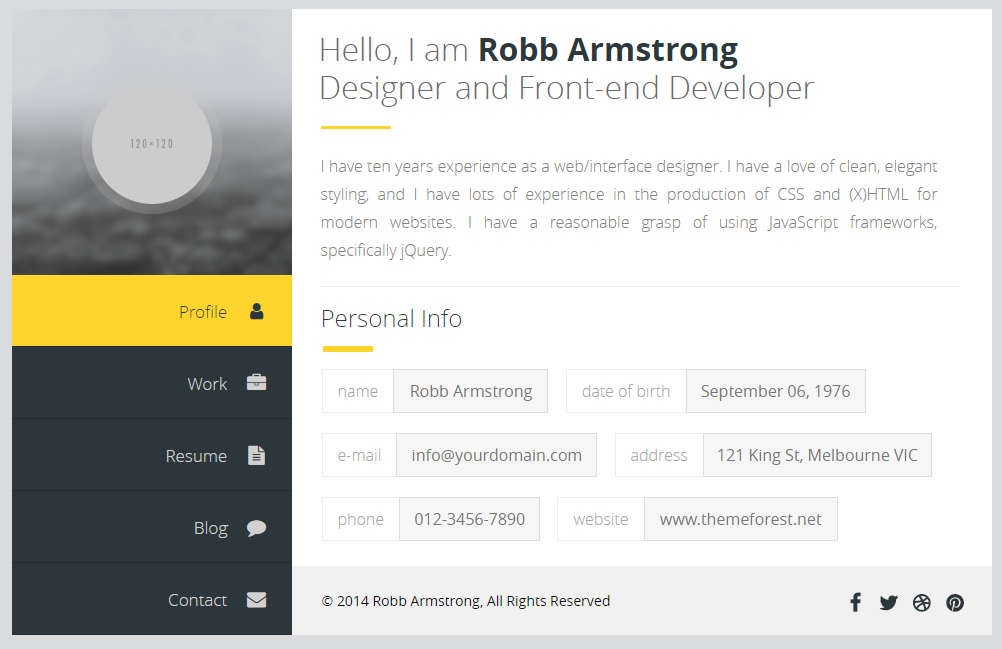 120×120
Profile
Work
Resume
Blog
Contact
Hello, I am Robb Armstrong
Designer and Front-end Developer
I have ten years experience as a web/interface designer. I have a love of clean, elegant
styling, and I have lots of experience in the production of CSS and (X)HTML for
modern websites. I have a reasonable grasp of using JavaScript frameworks,
specifically jQuery.
Personal Info
name Robb Armstrong date of birth September 06, 1976
e-mail info@yourdomain.com address 121 King St, Melbourne VIC
phone 012-3456-7890 website www.themeforest.net
© 2014 Robb Armstrong, All Rights Reserved